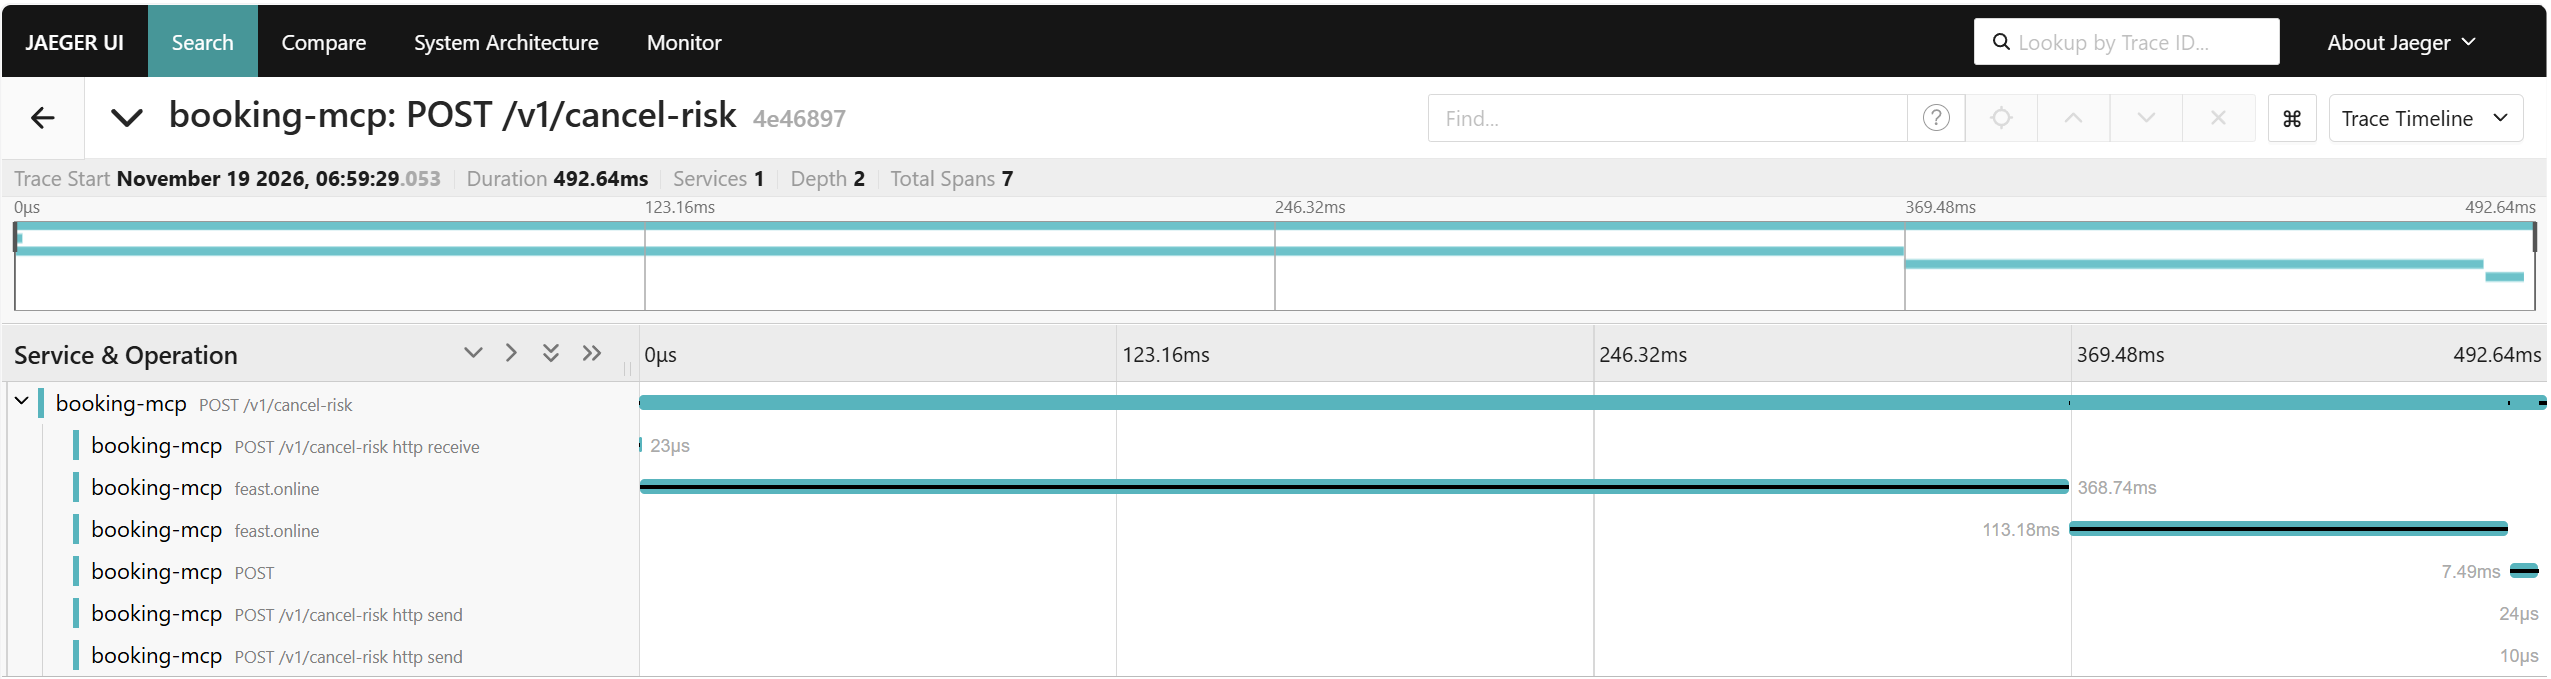 JAEGER UI Search Compare System Architecture Monitor Lookup by Trace ID... About Jaeger
booking-mcp: POST /v1/cancel-risk 4e46897 Find... Trace Timeline
Trace Start November 19 2026, 06:59:29.053 Duration 492.64ms Services 1 Depth 2 Total Spans 7
0μs 123.16ms 246.32ms 369.48ms 492.64ms
Service & Operation 0μs 123.16ms 246.32ms 369.48ms 492.64ms
booking-mcp POST /v1/cancel-risk
booking-mcp POST /v1/cancel-risk http receive 23μs
booking-mcp feast.online 368.74ms
booking-mcp feast.online 113.18ms
booking-mcp POST 7.49ms
booking-mcp POST /v1/cancel-risk http send 24μs
booking-mcp POST /v1/cancel-risk http send 10μs